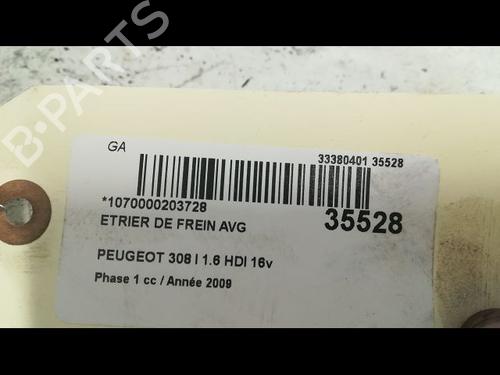 B-PARTS
GA
33380401 35528
*1070000203728
35528
ETRIER DE FREIN AVG
PEUGEOT 308 I 1.6 HDI 16v
Phase 1 cc / Année 2009